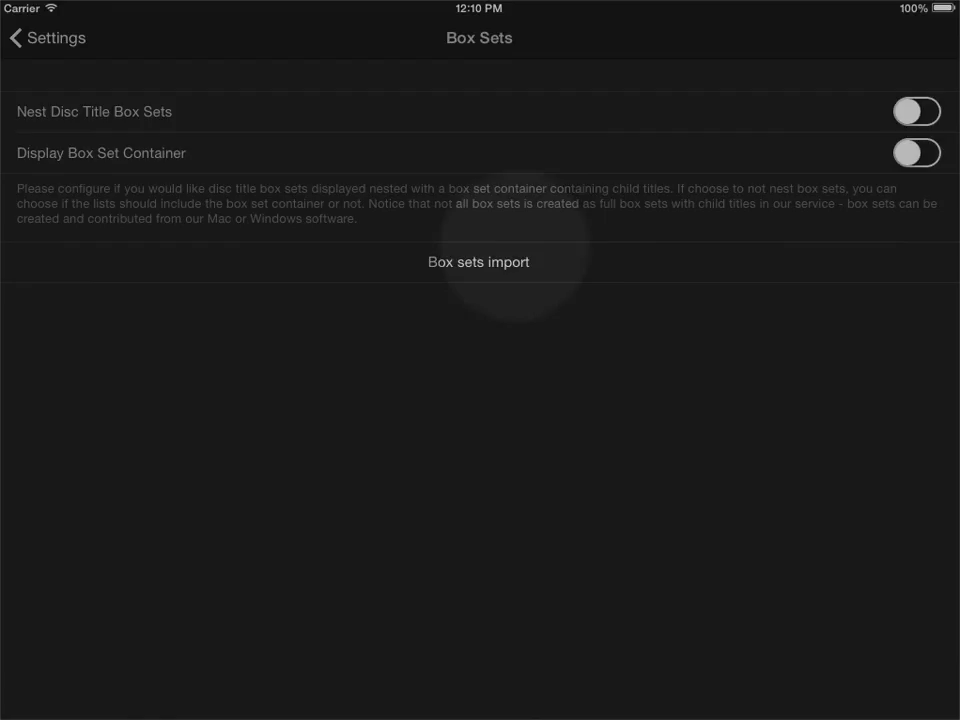 Carrier 12:10 PM 100%
Settings Box Sets
Nest Disc Title Box Sets
Display Box Set Container
Please configure if you would like disc title box sets displayed nested with a box set container containing child titles. If choose to not nest box sets, you can
choose if the lists should include the box set container or not. Notice that not all box sets is created as full box sets with child titles in our service - box sets can be
created and contributed from our Mac or Windows software.
Box sets import